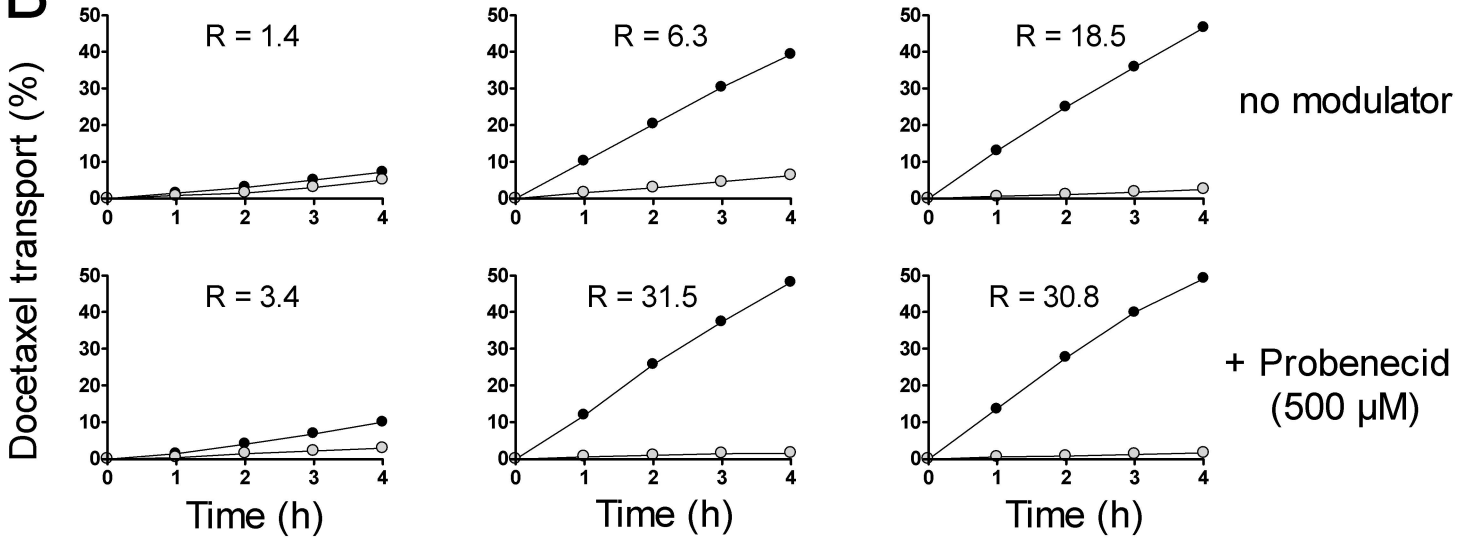 B
Docetaxel transport (%)
50
40
30
20
10
0
0 1 2 3 4
R = 1.4
50
40
30
20
10
0
0 1 2 3 4
R = 6.3
50
40
30
20
10
0
0 1 2 3 4
R = 18.5
no modulator
50
40
30
20
10
0
0 1 2 3 4
R = 3.4
Time (h)
50
40
30
20
10
0
0 1 2 3 4
R = 31.5
Time (h)
50
40
30
20
10
0
0 1 2 3 4
R = 30.8
Time (h)
+ Probenecid
(500 µM)